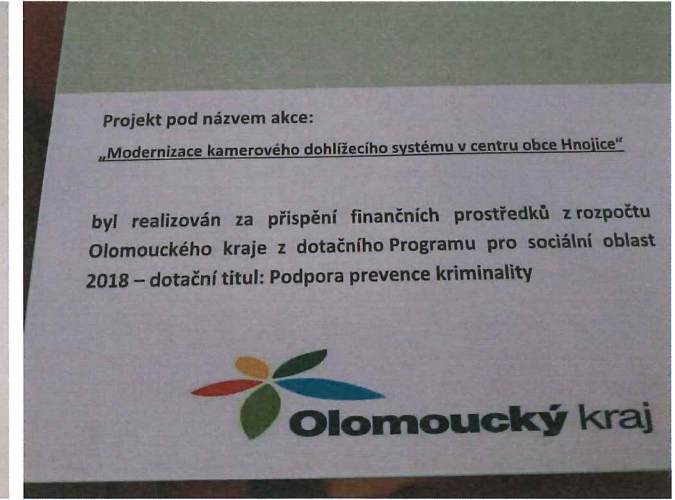 Projekt pod názvem akce:
„Modernizace kamerového dohlížecího systému v centru obce Hnojice"
byl realizován za přispění finančních prostředků z rozpočtu
Olomouckého kraje z dotačního Programu pro sociální oblast
2018 – dotační titul: Podpora prevence kriminality
Olomoucký kraj